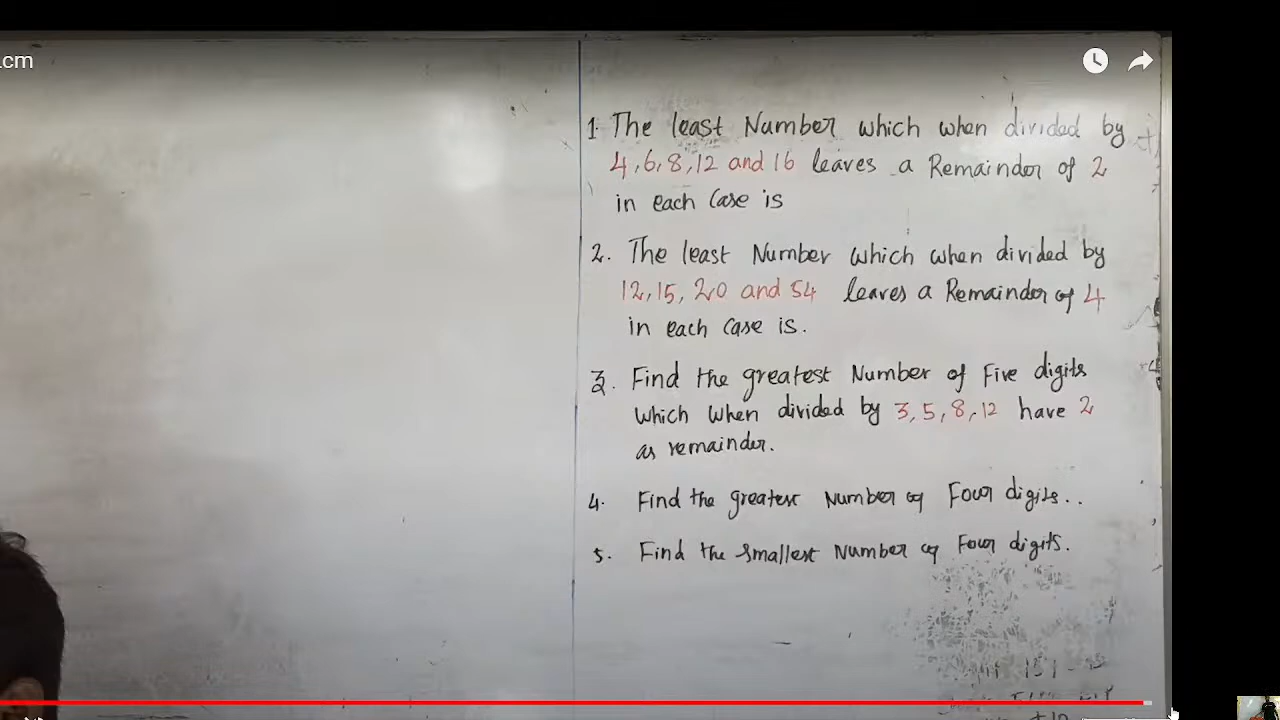 .cm
1. The least Number which when divided by
4,6,8,12 and 16 leaves a Remainder of 2
in each case is
2. The least Number which when divided by
12,15,20 and 54 leaves a Remainder of 4
in each case is.
3. Find the greatest Number of Five digits
which when divided by 3,5,8,12 have 2
as remainder.
4. Find the greatest Number of Four digits..
5. Find the smallest Number of Four digits.